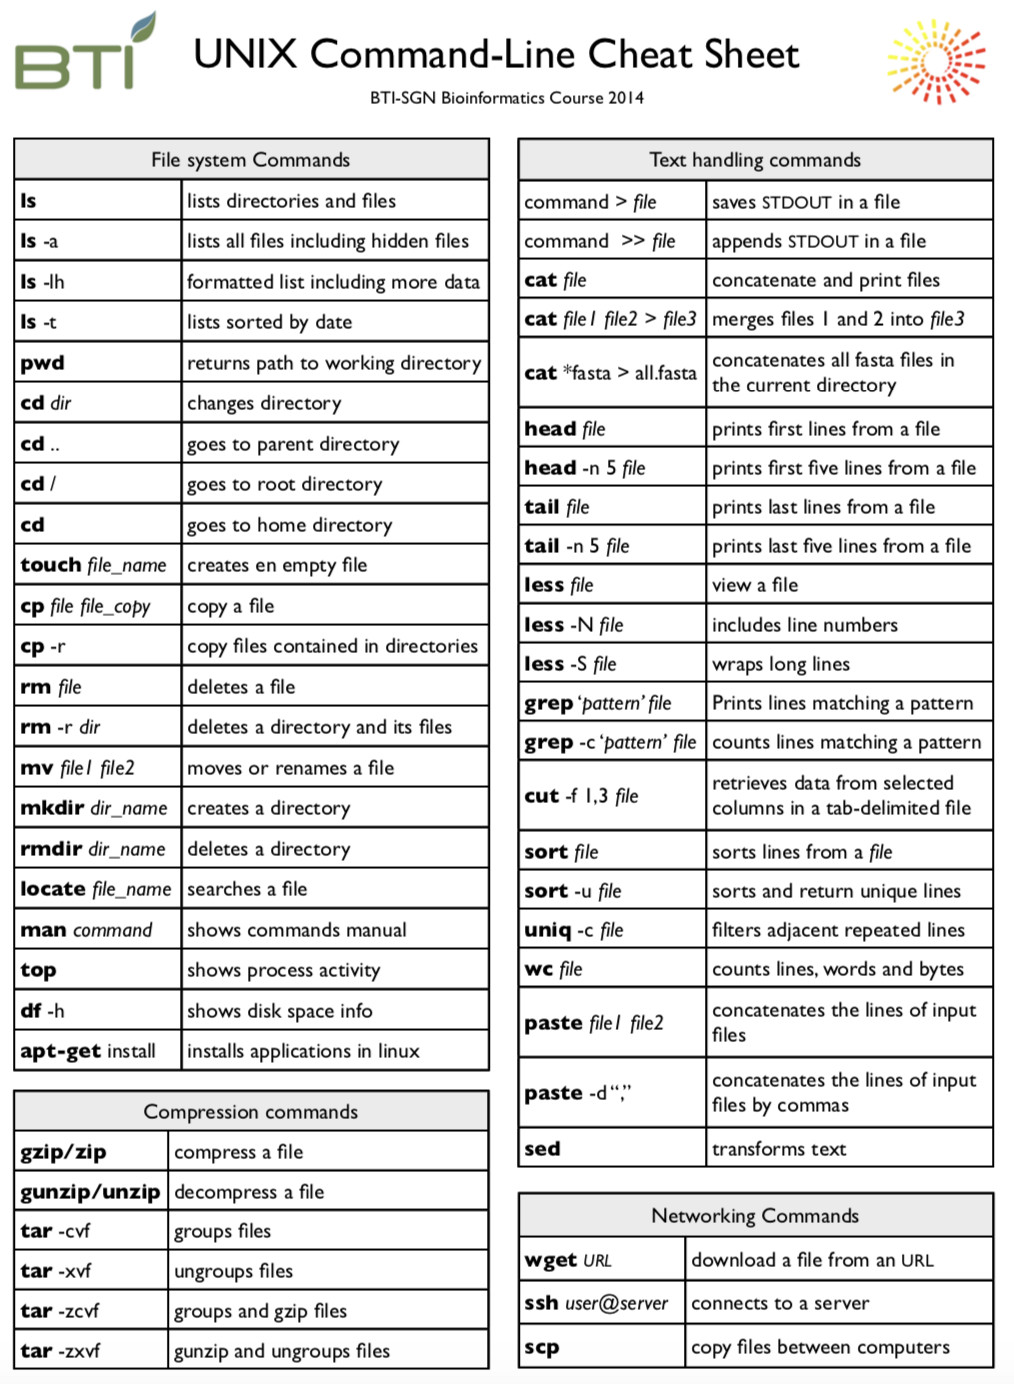 BTI
UNIX Command-Line Cheat Sheet
BTI-SGN Bioinformatics Course 2014
File system Commands
ls lists directories and files
ls -a lists all files including hidden files
ls -lh formatted list including more data
ls -t lists sorted by date
pwd returns path to working directory
cd dir changes directory
cd .. goes to parent directory
cd / goes to root directory
cd goes to home directory
touch file_name creates en empty file
cp file file_copy copy a file
cp -r copy files contained in directories
rm file deletes a file
rm -r dir deletes a directory and its files
mv file1 file2 moves or renames a file
mkdir dir_name creates a directory
rmdir dir_name deletes a directory
locate file_name searches a file
man command shows commands manual
top shows process activity
df -h shows disk space info
apt-get install installs applications in linux
Compression commands
gzip/zip compress a file
gunzip/unzip decompress a file
tar -cvf groups files
tar -xvf ungroups files
tar -zcvf groups and gzip files
tar -zxvf gunzip and ungroups files
Text handling commands
command > file saves STDOUT in a file
command >> file appends STDOUT in a file
cat file concatenate and print files
cat file1 file2 > file3 merges files 1 and 2 into file3
cat *fasta > all.fasta concatenates all fasta files in
the current directory
head file prints first lines from a file
head -n 5 file prints first five lines from a file
tail file prints last lines from a file
tail -n 5 file prints last five lines from a file
less file view a file
less -N file includes line numbers
less -S file wraps long lines
grep ‘pattern’ file Prints lines matching a pattern
grep -c ‘pattern’ file counts lines matching a pattern
cut -f 1,3 file retrieves data from selected
columns in a tab-delimited file
sort file sorts lines from a file
sort -u file sorts and return unique lines
uniq -c file filters adjacent repeated lines
wc file counts lines, words and bytes
paste file1 file2 concatenates the lines of input
files
paste -d “,” concatenates the lines of input
files by commas
sed transforms text
Networking Commands
wget URL download a file from an URL
ssh user@server connects to a server
scp copy files between computers